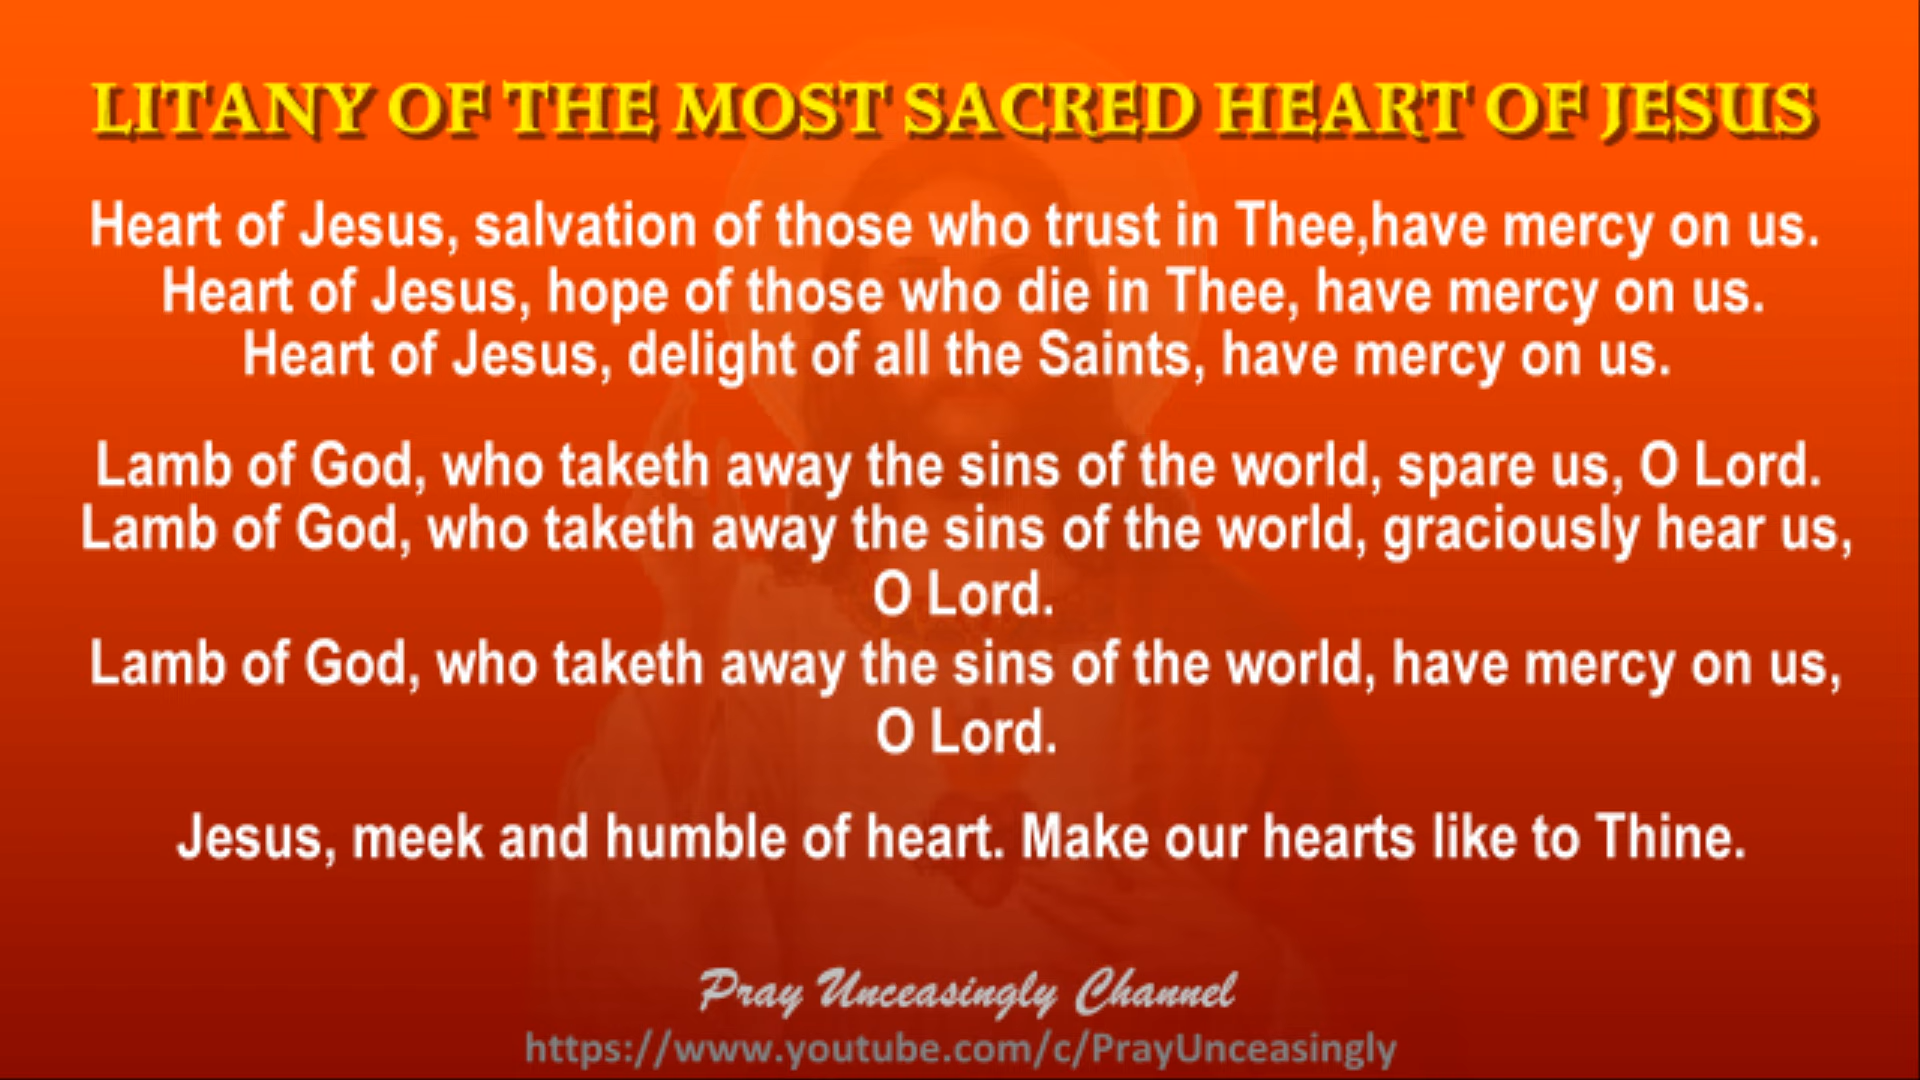 LITANY OF THE MOST SACRED HEART OF JESUS
Heart of Jesus, salvation of those who trust in Thee,have mercy on us.
Heart of Jesus, hope of those who die in Thee, have mercy on us.
Heart of Jesus, delight of all the Saints, have mercy on us.
Lamb of God, who taketh away the sins of the world, spare us, O Lord.
Lamb of God, who taketh away the sins of the world, graciously hear us,
O Lord.
Lamb of God, who taketh away the sins of the world, have mercy on us,
O Lord.
Jesus, meek and humble of heart. Make our hearts like to Thine.
Pray Unceasingly Channel
https://www.youtube.com/c/PrayUnceasingly